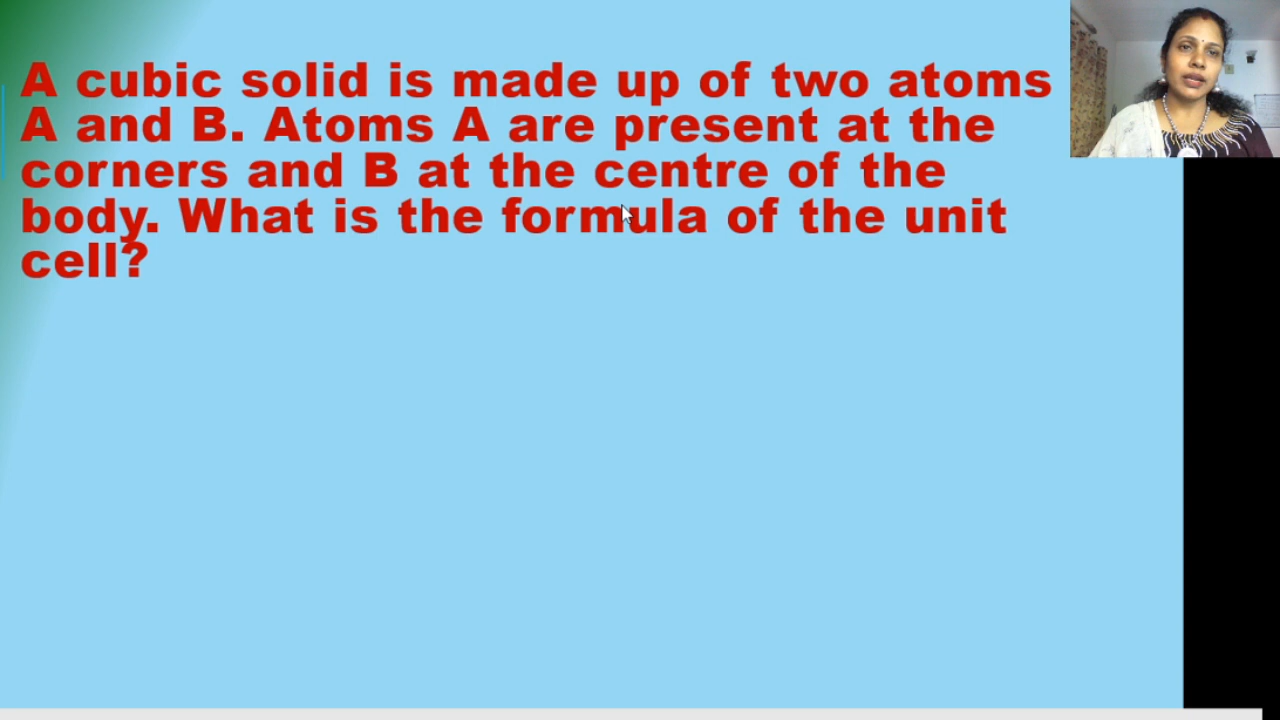 A cubic solid is made up of two atoms
A and B. Atoms A are present at the
corners and B at the centre of the
body. What is the formula of the unit
cell?